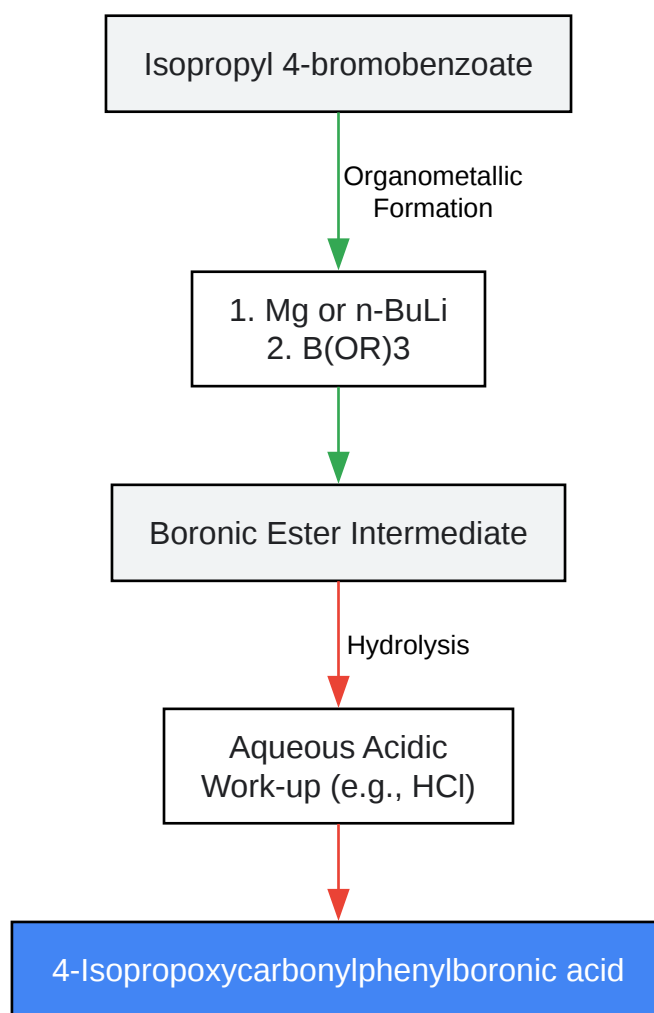 Isopropyl 4-bromobenzoate
Organometallic
Formation
1. Mg or n-BuLi
2. B(OR)3
Boronic Ester Intermediate
Hydrolysis
Aqueous Acidic
Work-up (e.g., HCl)
4-Isopropoxycarbonylphenylboronic acid